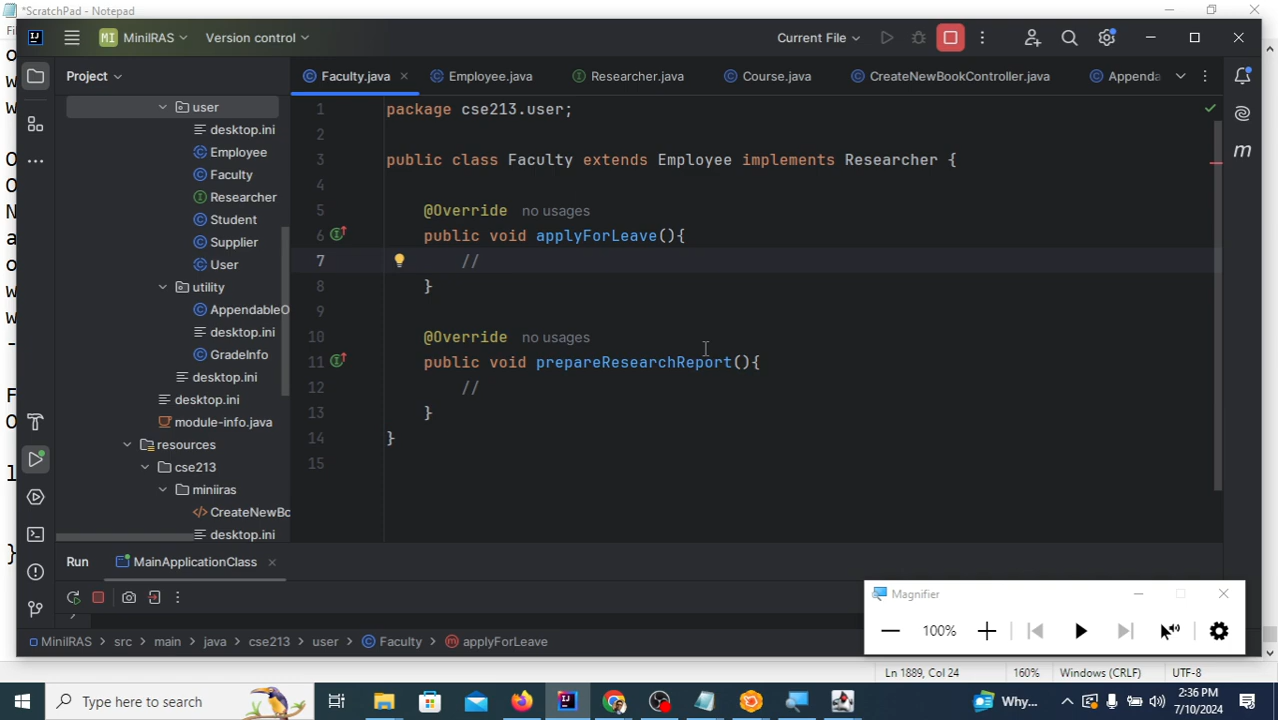 *ScratchPad - Notepad
MI MiniIRAS
Version control
Current File
Project
Faculty.java
Employee.java
Researcher.java
Course.java
CreateNewBookController.java
Appenda
user
desktop.ini
Employee
Faculty
Researcher
Student
Supplier
User
utility
AppendableO
desktop.ini
GradeInfo
desktop.ini
desktop.ini
module-info.java
resources
cse213
miniiras
CreateNewBo
desktop.ini
1 package cse213.user;
2
3 public class Faculty extends Employee implements Researcher {
4
5 @Override no usages
6 public void applyForLeave(){
7 //
8 }
9
10 @Override no usages
11 public void prepareResearchReport(){
12 //
13 }
14 }
15
Run MainApplicationClass
MiniIRAS > src > main > java > cse213 > user > Faculty > applyForLeave
Magnifier
100%
Ln 1889, Col 24 160% Windows (CRLF) UTF-8
Type here to search
Why...
2:36 PM
7/10/2024